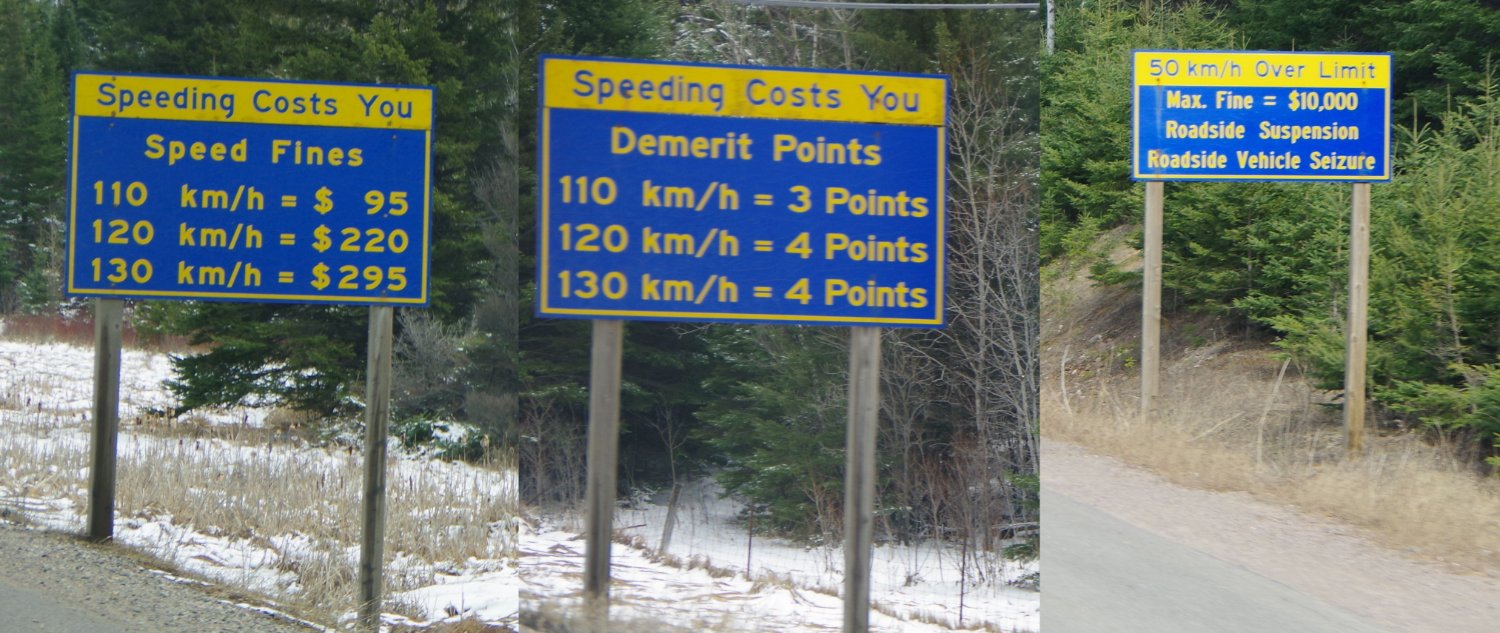 Speeding Costs You
Speed Fines
110 km/h = $ 95
120 km/h = $220
130 km/h = $295
Speeding Costs You
Demerit Points
110 km/h = 3 Points
120 km/h = 4 Points
130 km/h = 4 Points
50 km/h Over Limit
Max. Fine = $10,000
Roadside Suspension
Roadside Vehicle Seizure